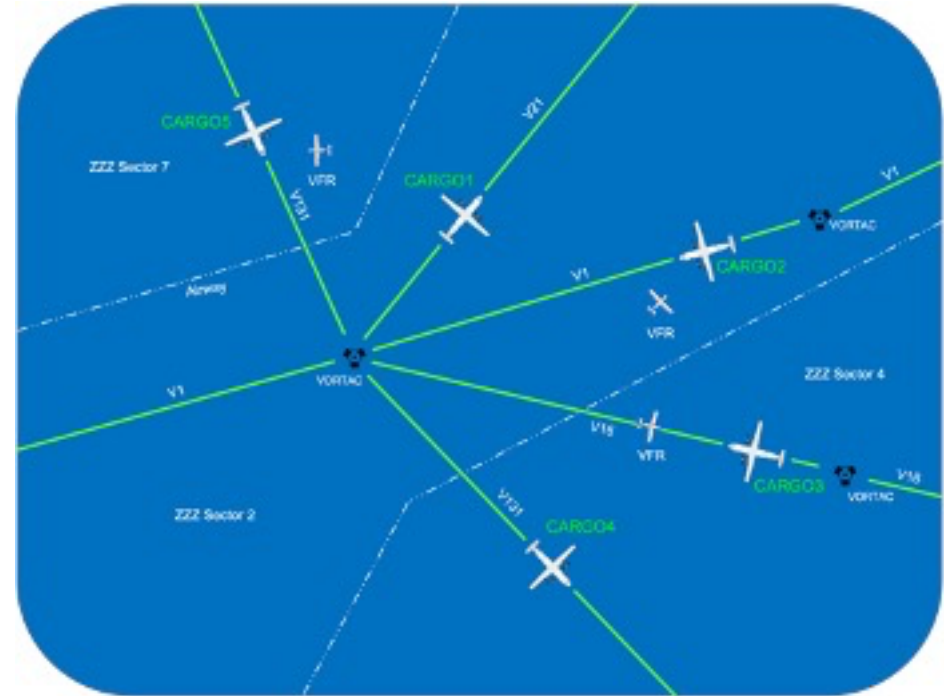 V21
CARGO5
ZZZ Sector 7
VFR
CARGO1
V1
V131
VORTAC
CARGO2
V1
Airway
VFR
VORTAC
ZZZ Sector 4
V1
V16
VFR
CARGO3
V16
VORTAC
V131
ZZZ Sector 2
CARGO4